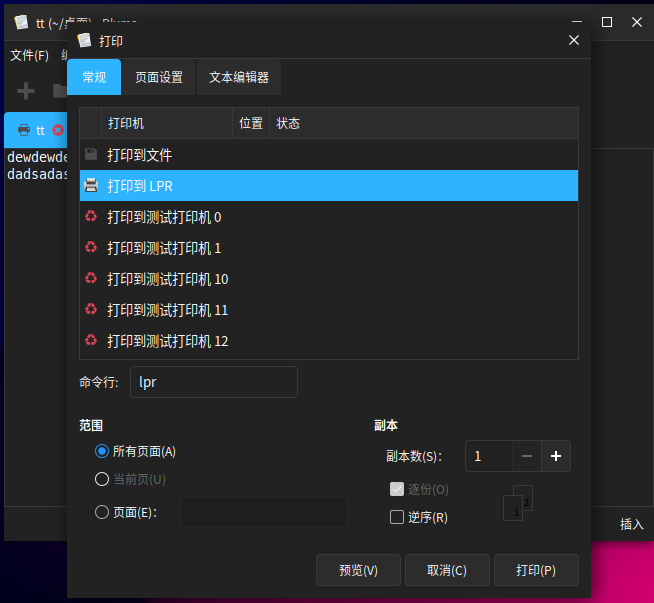 tt (~/桌面)
打印
文件(F)
常规 页面设置 文本编辑器
tt
dewdewde
dadsadas
打印机 位置 状态
打印到文件
打印到 LPR
打印到测试打印机 0
打印到测试打印机 1
打印到测试打印机 10
打印到测试打印机 11
打印到测试打印机 12
命令行: lpr
范围 副本
所有页面(A)
副本数(S): 1
当前页(U)
逐份(O)
页面(E):
逆序(R)
2
1
插入
预览(V) 取消(C) 打印(P)